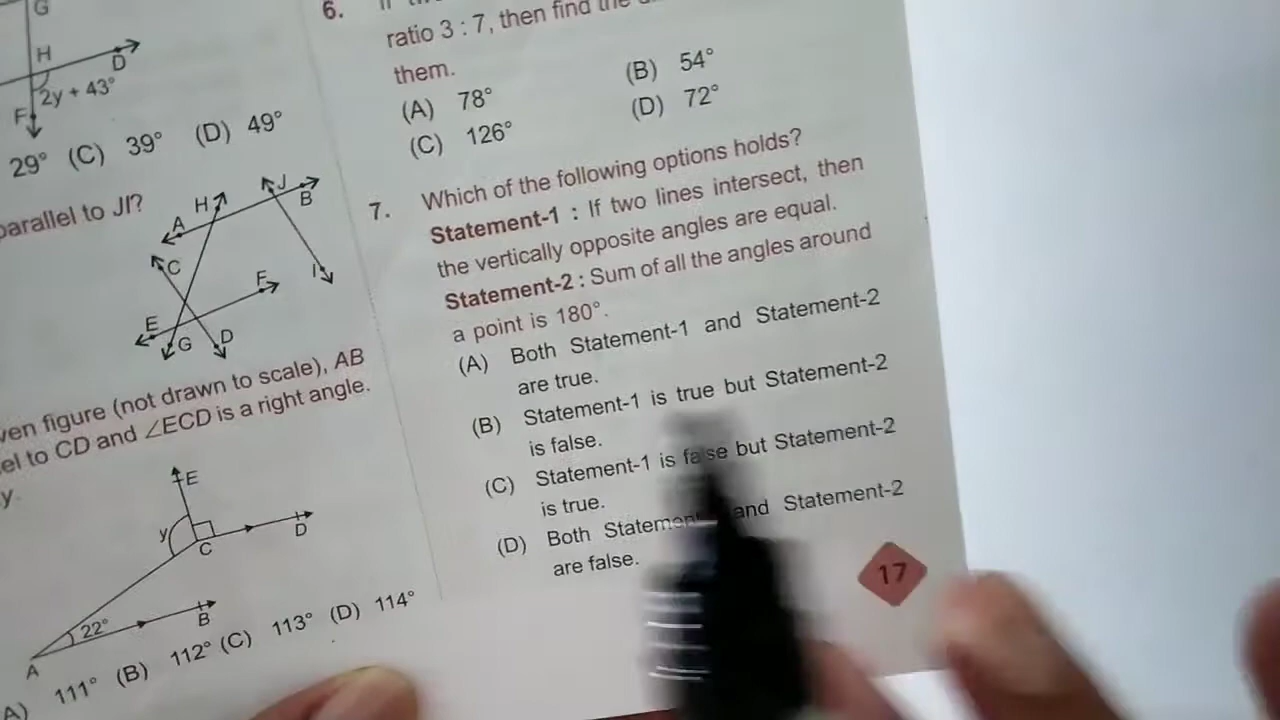 G
H
D
2y + 43°
F
29° (C) 39° (D) 49°
parallel to JI?
H
J
B
A
C
I
F
E
G
D
figure (not drawn to scale), AB
to CD and ∠ECD is a right angle.
y.
E
y
C
D
22°
B
A
111° (B) 112° (C) 113° (D) 114°
6.
ratio 3 : 7, then find the
them.
(A) 78° (B) 54°
(C) 126° (D) 72°
7. Which of the following options holds?
Statement-1 : If two lines intersect, then
the vertically opposite angles are equal.
Statement-2 : Sum of all the angles around
a point is 180°.
(A) Both Statement-1 and Statement-2
are true.
(B) Statement-1 is true but Statement-2
is false.
(C) Statement-1 is false but Statement-2
is true.
(D) Both and Statement-2
are false.
17